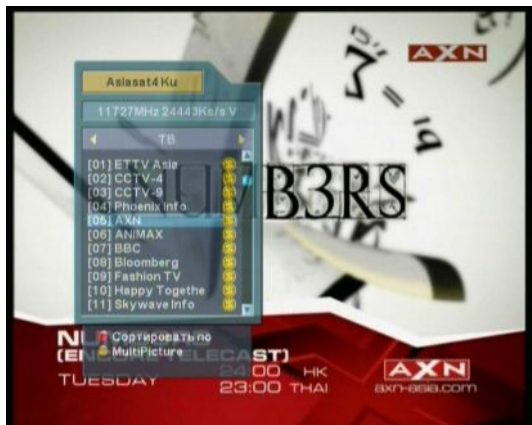 AXN
Asiasat4 Ku
11727MHz 24443Ks/s V
ТВ
[01] ETTV Asia
[02] CCTV-4
[03] CCTV-9
[04] Phoenix Info
[05] AXN
[06] ANIMAX
[07] BBC
[08] Bloomberg
[09] Fashion TV
[10] Happy Togethe
[11] Skywave Info
NUMB3RS
Сортировать по
MultiPicture
TUESDAY
24:00 HK
23:00 THAI
AXN
axn-asia.com